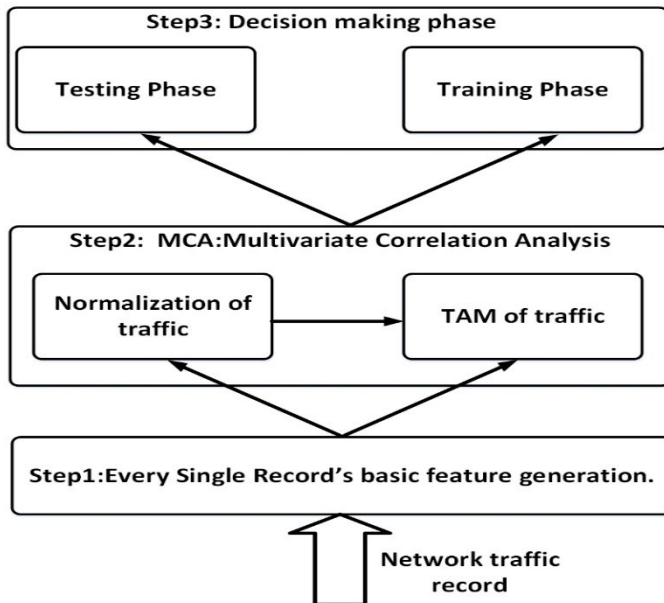 Step3: Decision making phase
Testing Phase
Training Phase
Step2:  MCA:Multivariate Correlation Analysis
Normalization of
traffic
TAM of traffic
Step1:Every Single Record's basic feature generation.
Network traffic
record